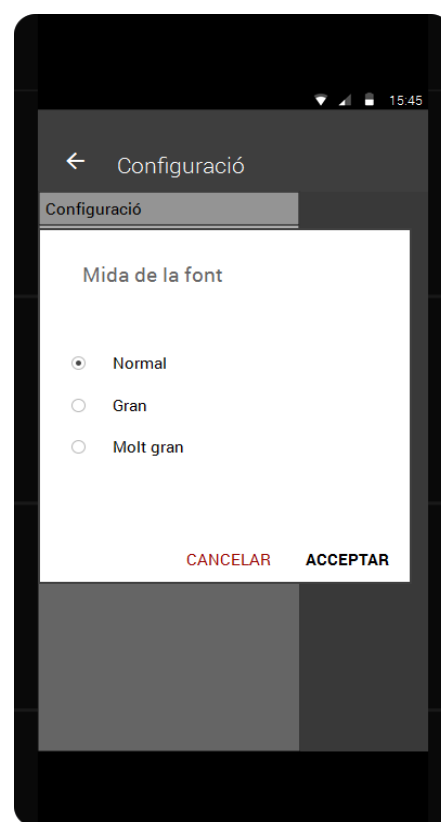 15:45
Configuració
Configuració
Mida de la font
Normal
Gran
Molt gran
CANCELAR ACCEPTAR